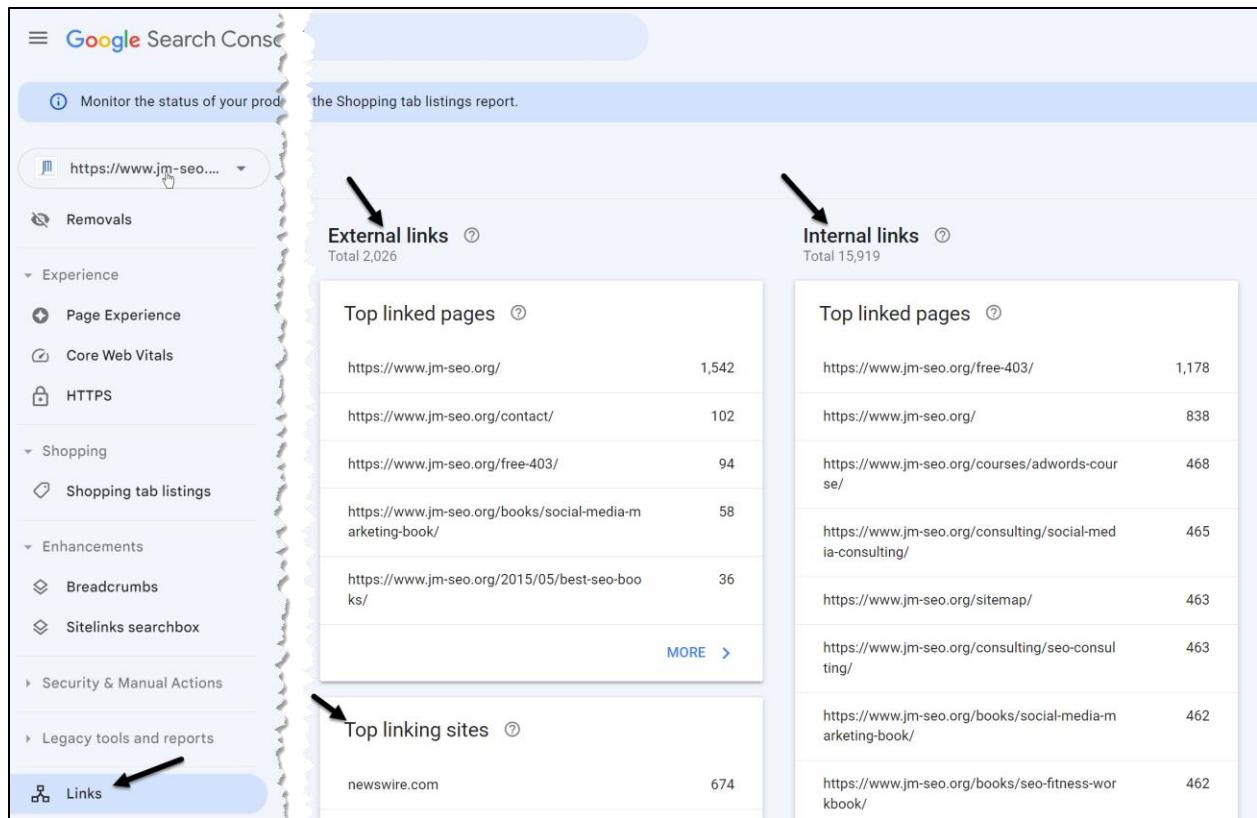 Google Search Conso
Monitor the status of your prod the Shopping tab listings report.
https://www.jm-seo....
Removals
Experience
Page Experience
Core Web Vitals
HTTPS
Shopping
Shopping tab listings
Enhancements
Breadcrumbs
Sitelinks searchbox
Security & Manual Actions
Legacy tools and reports
Links
External links
Total 2,026
Top linked pages
https://www.jm-seo.org/ 1,542
https://www.jm-seo.org/contact/ 102
https://www.jm-seo.org/free-403/ 94
https://www.jm-seo.org/books/social-media-m 58
arketing-book/
https://www.jm-seo.org/2015/05/best-seo-boo 36
ks/
MORE
Top linking sites
newswire.com 674
Internal links
Total 15,919
Top linked pages
https://www.jm-seo.org/free-403/ 1,178
https://www.jm-seo.org/ 838
https://www.jm-seo.org/courses/adwords-cour 468
se/
https://www.jm-seo.org/consulting/social-med 465
ia-consulting/
https://www.jm-seo.org/sitemap/ 463
https://www.jm-seo.org/consulting/seo-consul 463
ting/
https://www.jm-seo.org/books/social-media-m 462
arketing-book/
https://www.jm-seo.org/books/seo-fitness-wor 462
kbook/